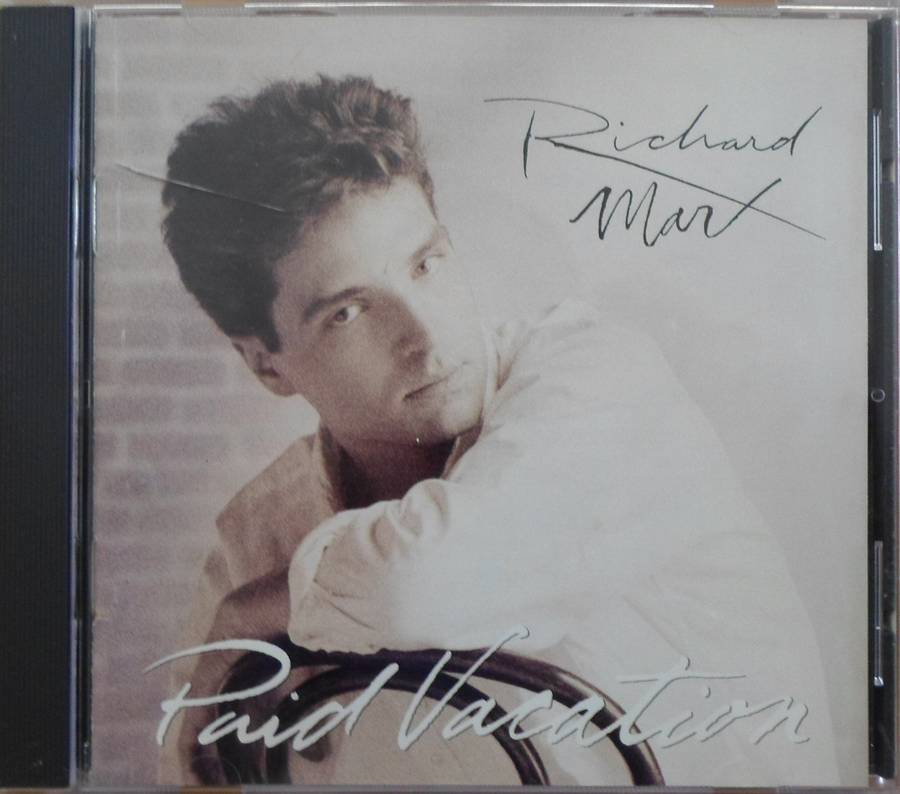 Richard
Marx
Paid Vacation